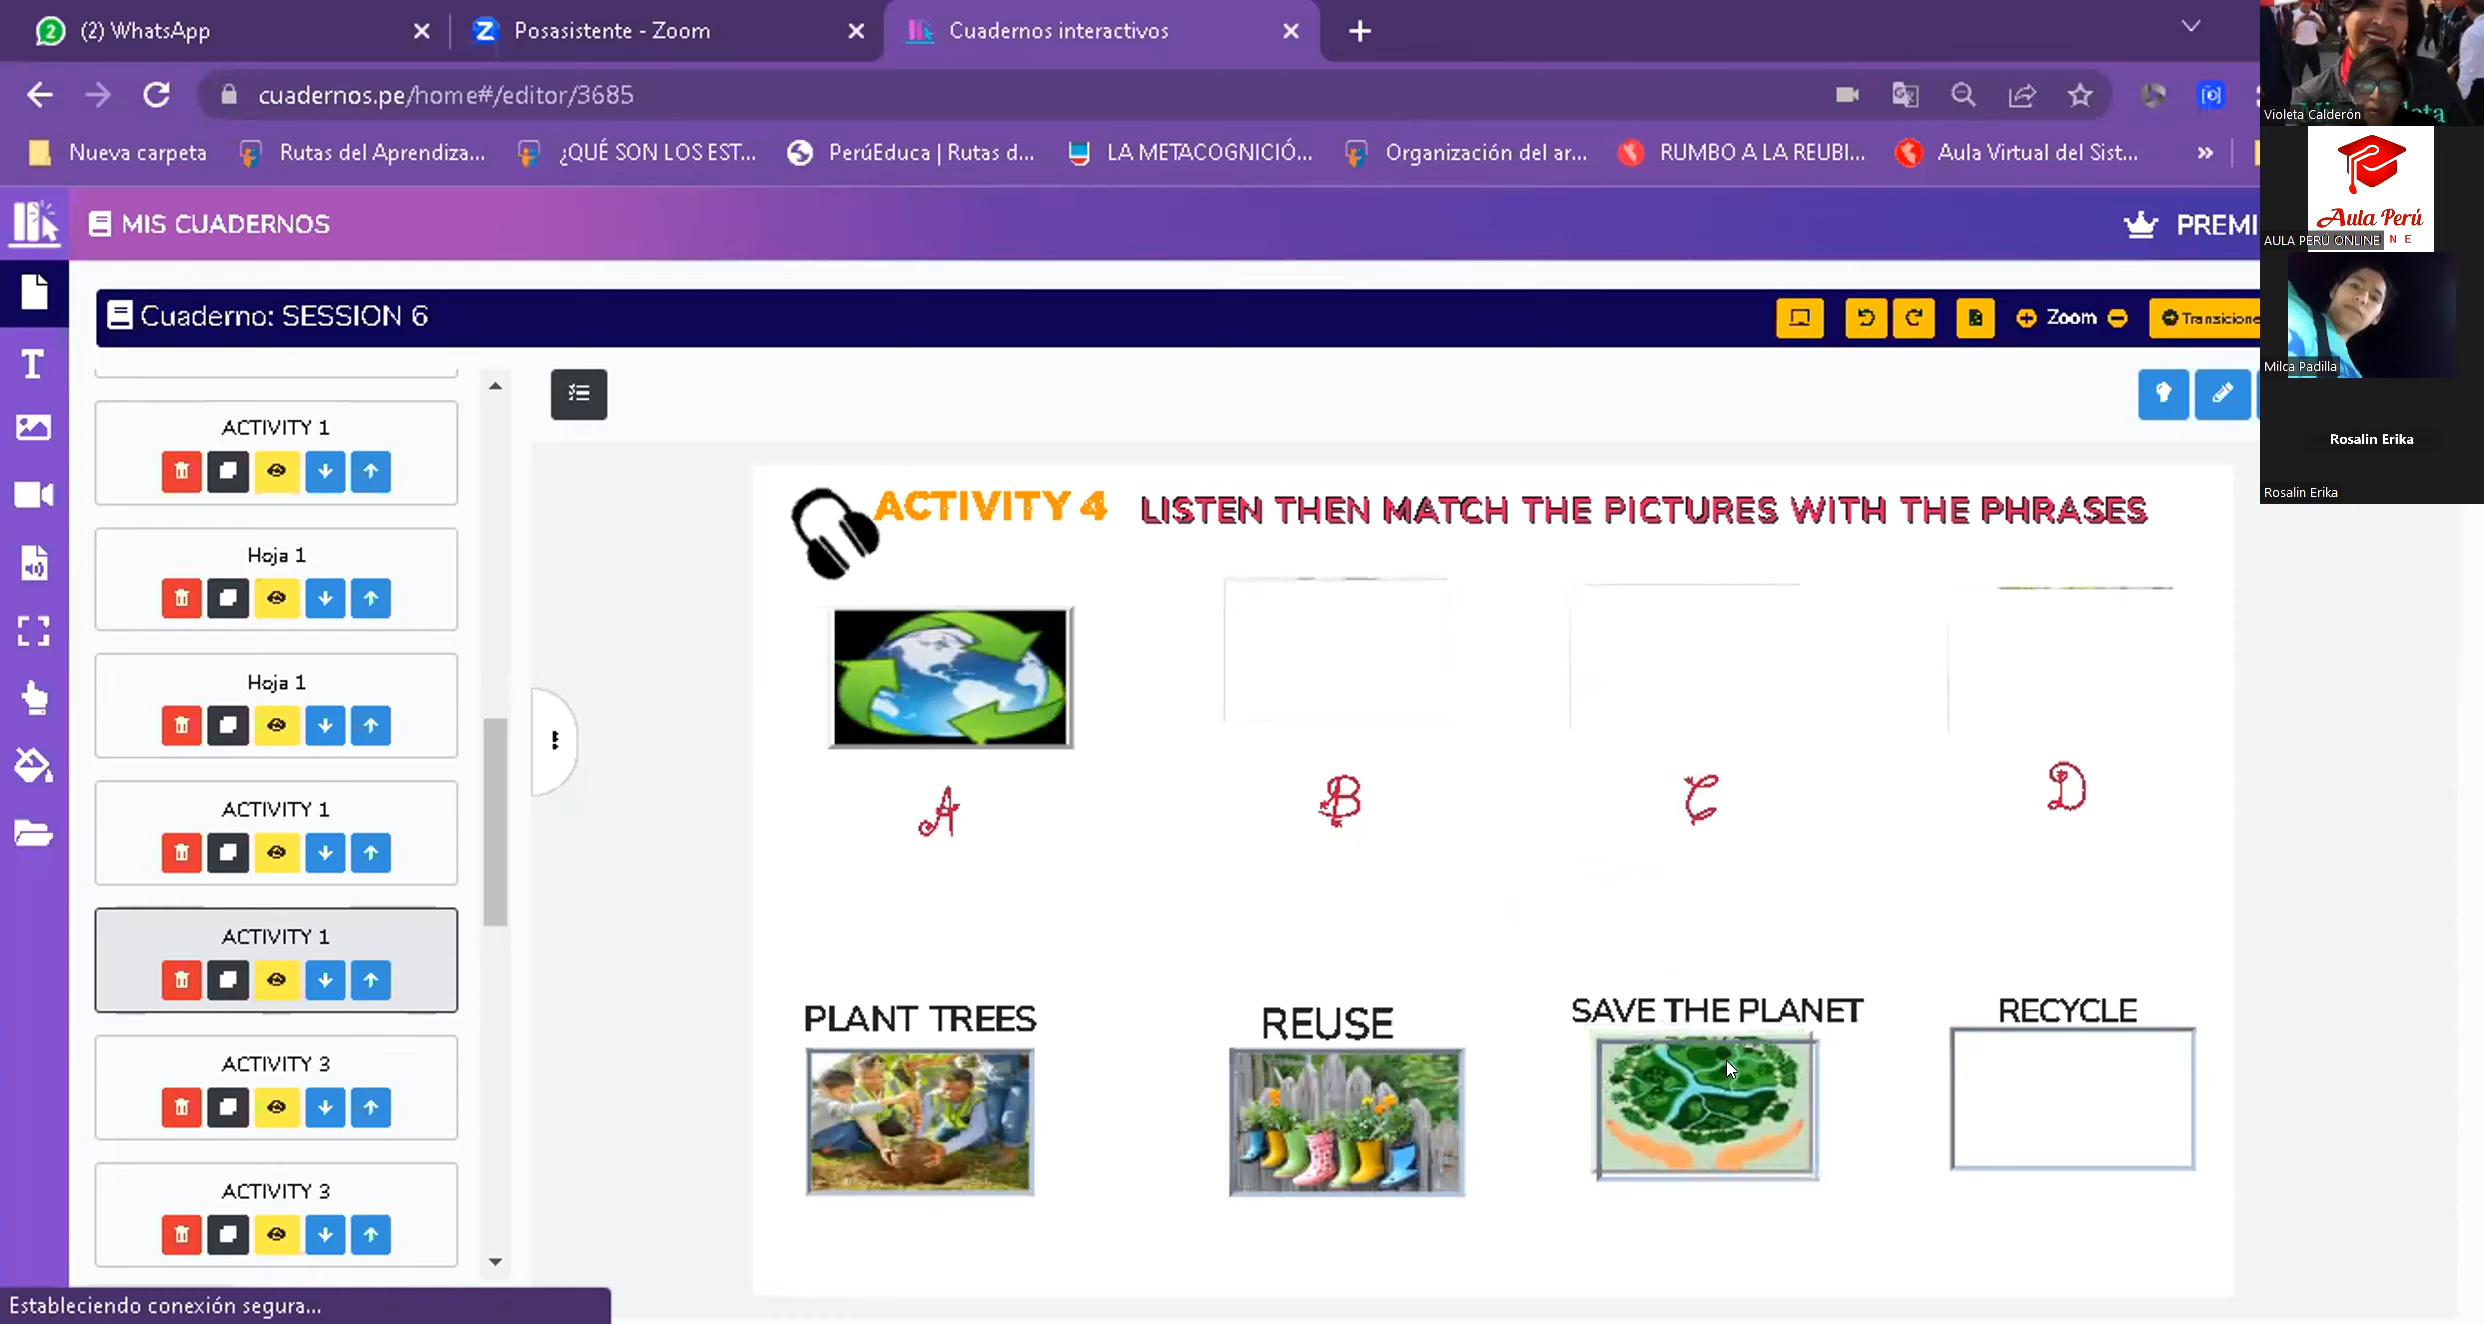 (2) WhatsApp
Posasistente - Zoom
Cuadernos interactivos
cuadernos.pe/home#/editor/3685
Nueva carpeta
Rutas del Aprendiza...
¿QUÉ SON LOS EST...
PerúEduca | Rutas d...
LA METACOGNICIÓ...
Organización del ar...
RUMBO A LA REUBI...
Aula Virtual del Sist...
MIS CUADERNOS
PREMI
Cuaderno: SESSION 6
Zoom
Transicione
ACTIVITY 1
Hoja 1
Hoja 1
ACTIVITY 1
ACTIVITY 1
ACTIVITY 3
ACTIVITY 3
ACTIVITY 4 LISTEN THEN MATCH THE PICTURES WITH THE PHRASES
A
B
C
D
PLANT TREES
REUSE
SAVE THE PLANET
RECYCLE
Estableciendo conexión segura...
Violeta Calderón
Aula Perú
AULA PERÚ ONLINE
N E
Milca Padilla
Rosalin Erika
Rosalin Erika